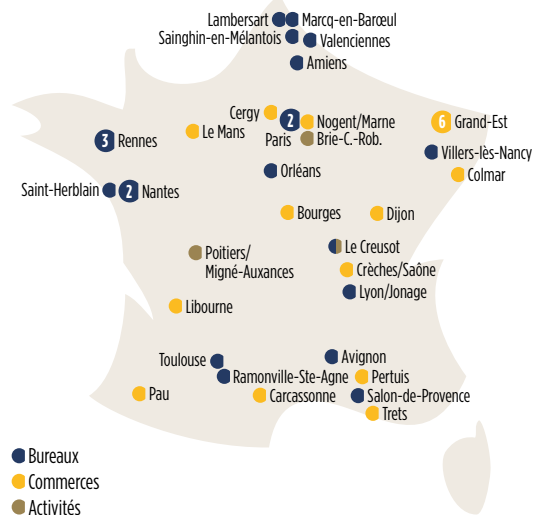 Lambersart Marcq-en-Barœul
Sainghin-en-Mélantois Valenciennes
Amiens
Cergy
2 Nogent/Marne
6 Grand-Est
3 Rennes
Le Mans
Paris Brie-C.-Rob.
Villers-lès-Nancy
Colmar
Orléans
Saint-Herblain 2 Nantes
Bourges Dijon
Le Creusot
Poitiers/
Migné-Auxances
Crèches/Saône
Lyon/Jonage
Libourne
Toulouse Avignon
Ramonville-Ste-Agne Pertuis
Pau Carcassonne Salon-de-Provence
Trets
Bureaux
Commerces
Activités